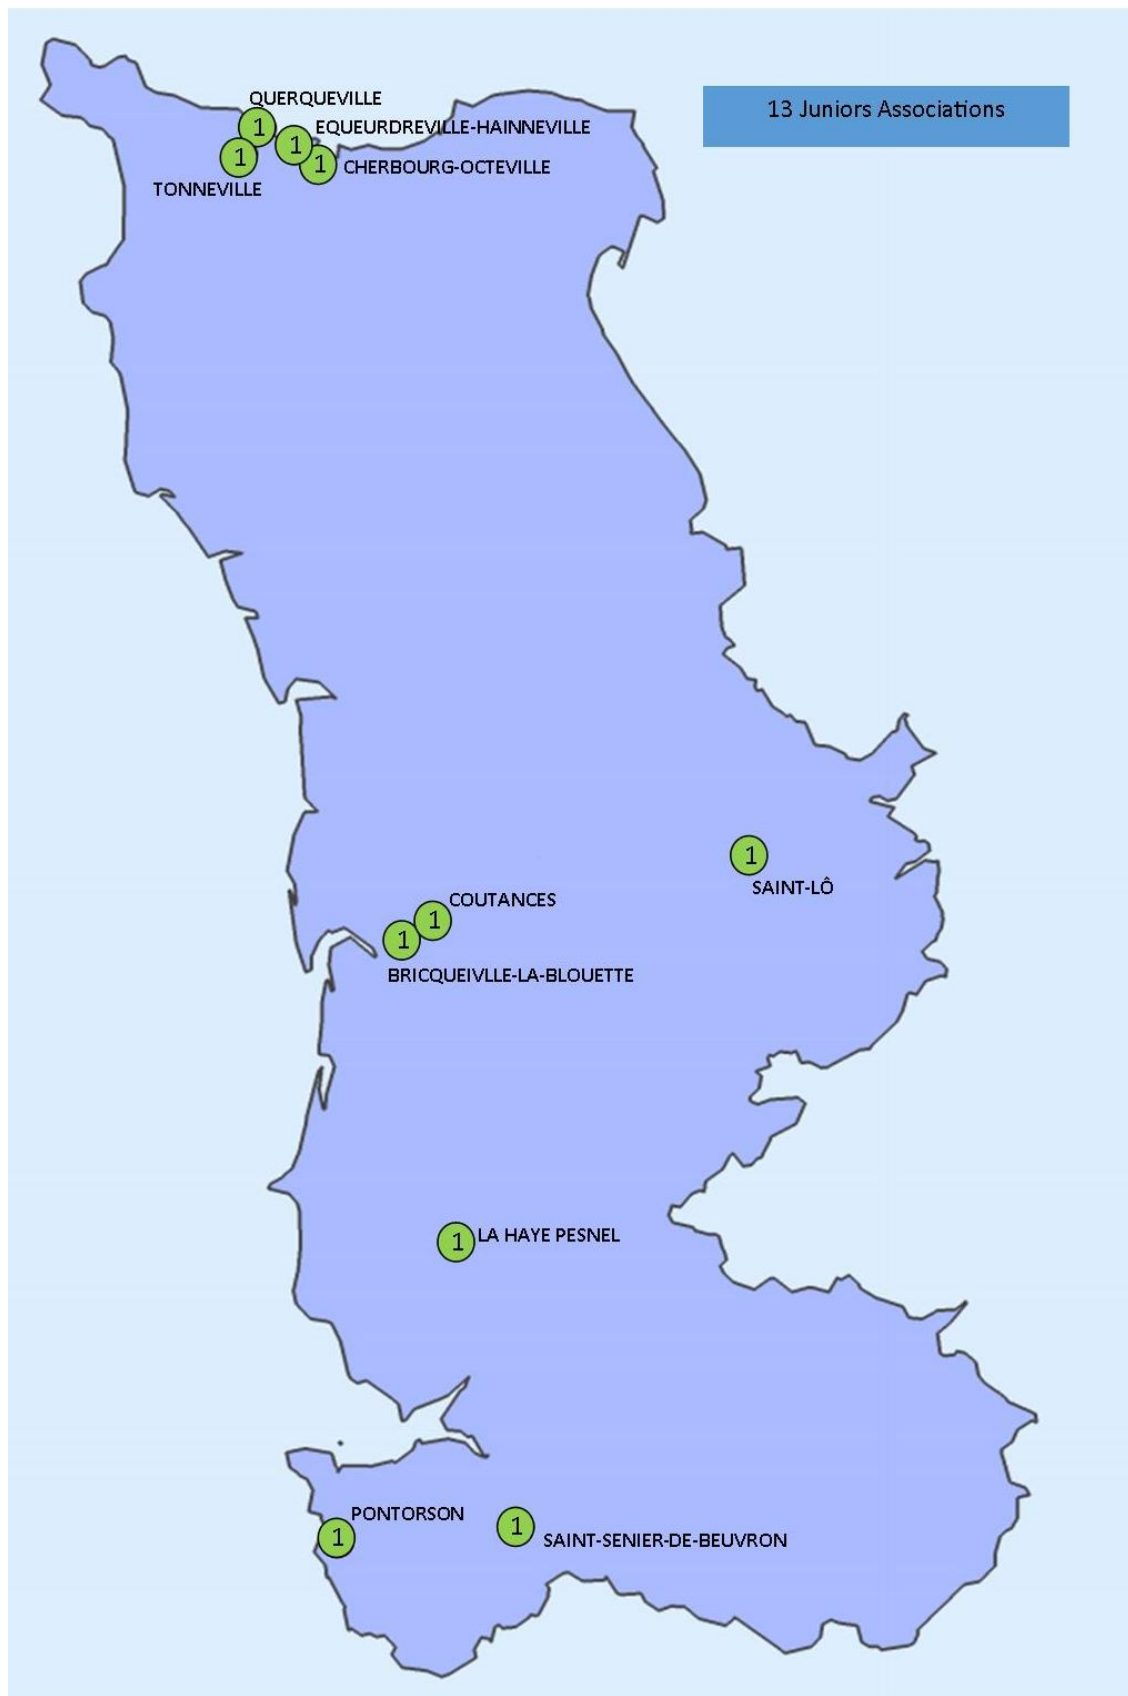 13 Juniors Associations
QUERQUEVILLE
1
EQUEURDREVILLE-HAINNEVILLE
1
1
CHERBOURG-OCTEVILLE
1
TONNEVILLE
1
SAINT-LÔ
COUTANCES
1
1
BRICQUEIVLLE-LA-BLOUETTE
1
LA HAYE PESNEL
PONTORSON
1
1
SAINT-SENIER-DE-BEUVRON